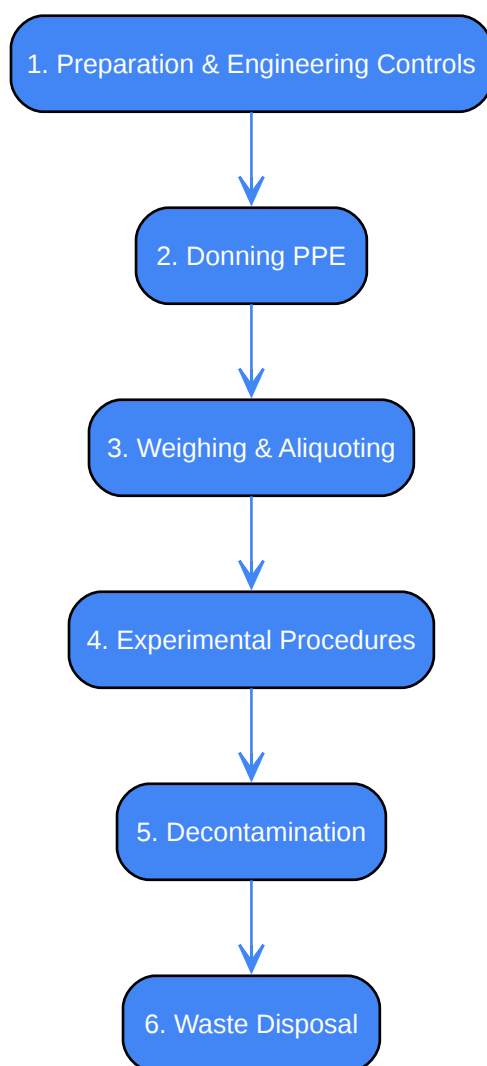 1. Preparation & Engineering Controls
2. Donning PPE
3. Weighing & Aliquoting
4. Experimental Procedures
5. Decontamination
6. Waste Disposal